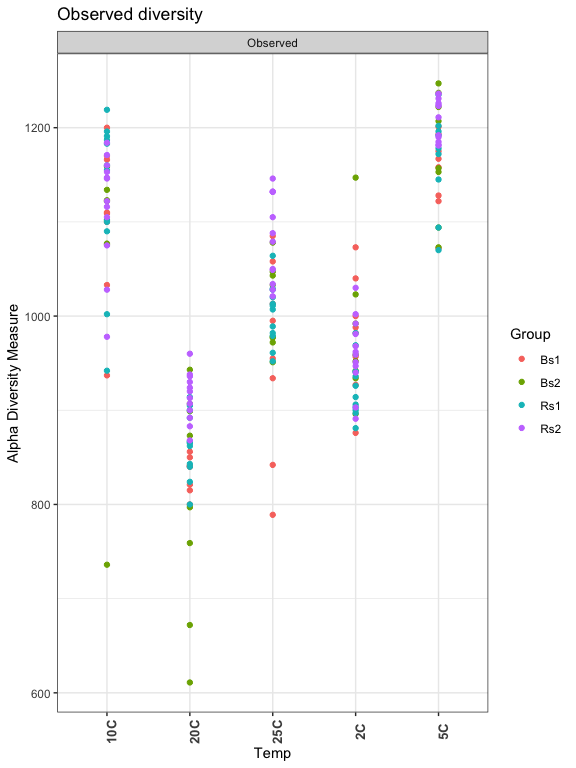 Observed diversity
Observed
Alpha Diversity Measure
1200
1000
800
600
10C
20C
25C
2C
5C
Temp
Group
Bs1
Bs2
Rs1
Rs2